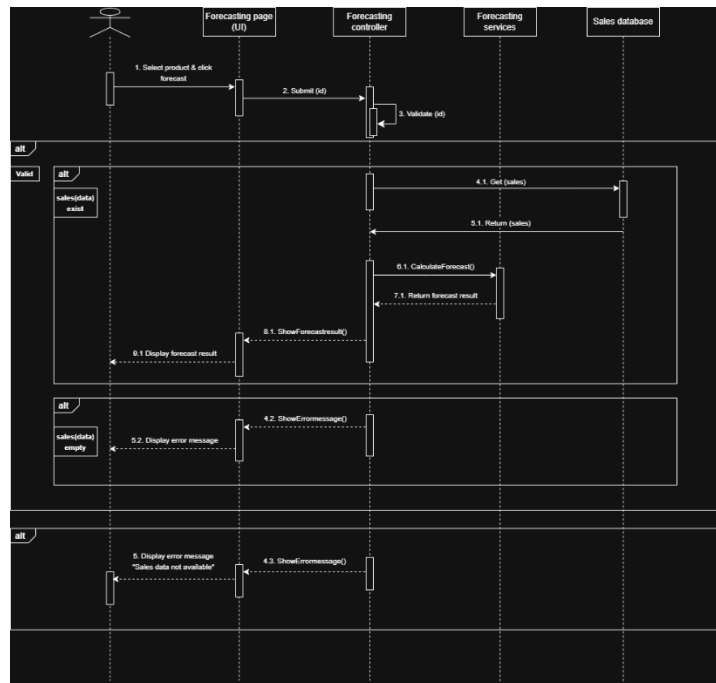 Forecasting page
(UI)
Forecasting
controller
Forecasting
services
Sales database
1. Select product & click
forecast
2. Submit (id)
3. Validate (id)
alt
Valid
alt
sales(data)
exist
4.1. Get (sales)
5.1. Return (sales)
6.1. CalculateForecast()
7.1. Return forecast result
8.1. ShowForecastresult()
9.1 Display forecast result
alt
sales(data)
empty
4.2. ShowErrormessage()
5.2. Display error message
alt
5. Display error message
"Sales data not available"
4.3. ShowErrormessage()